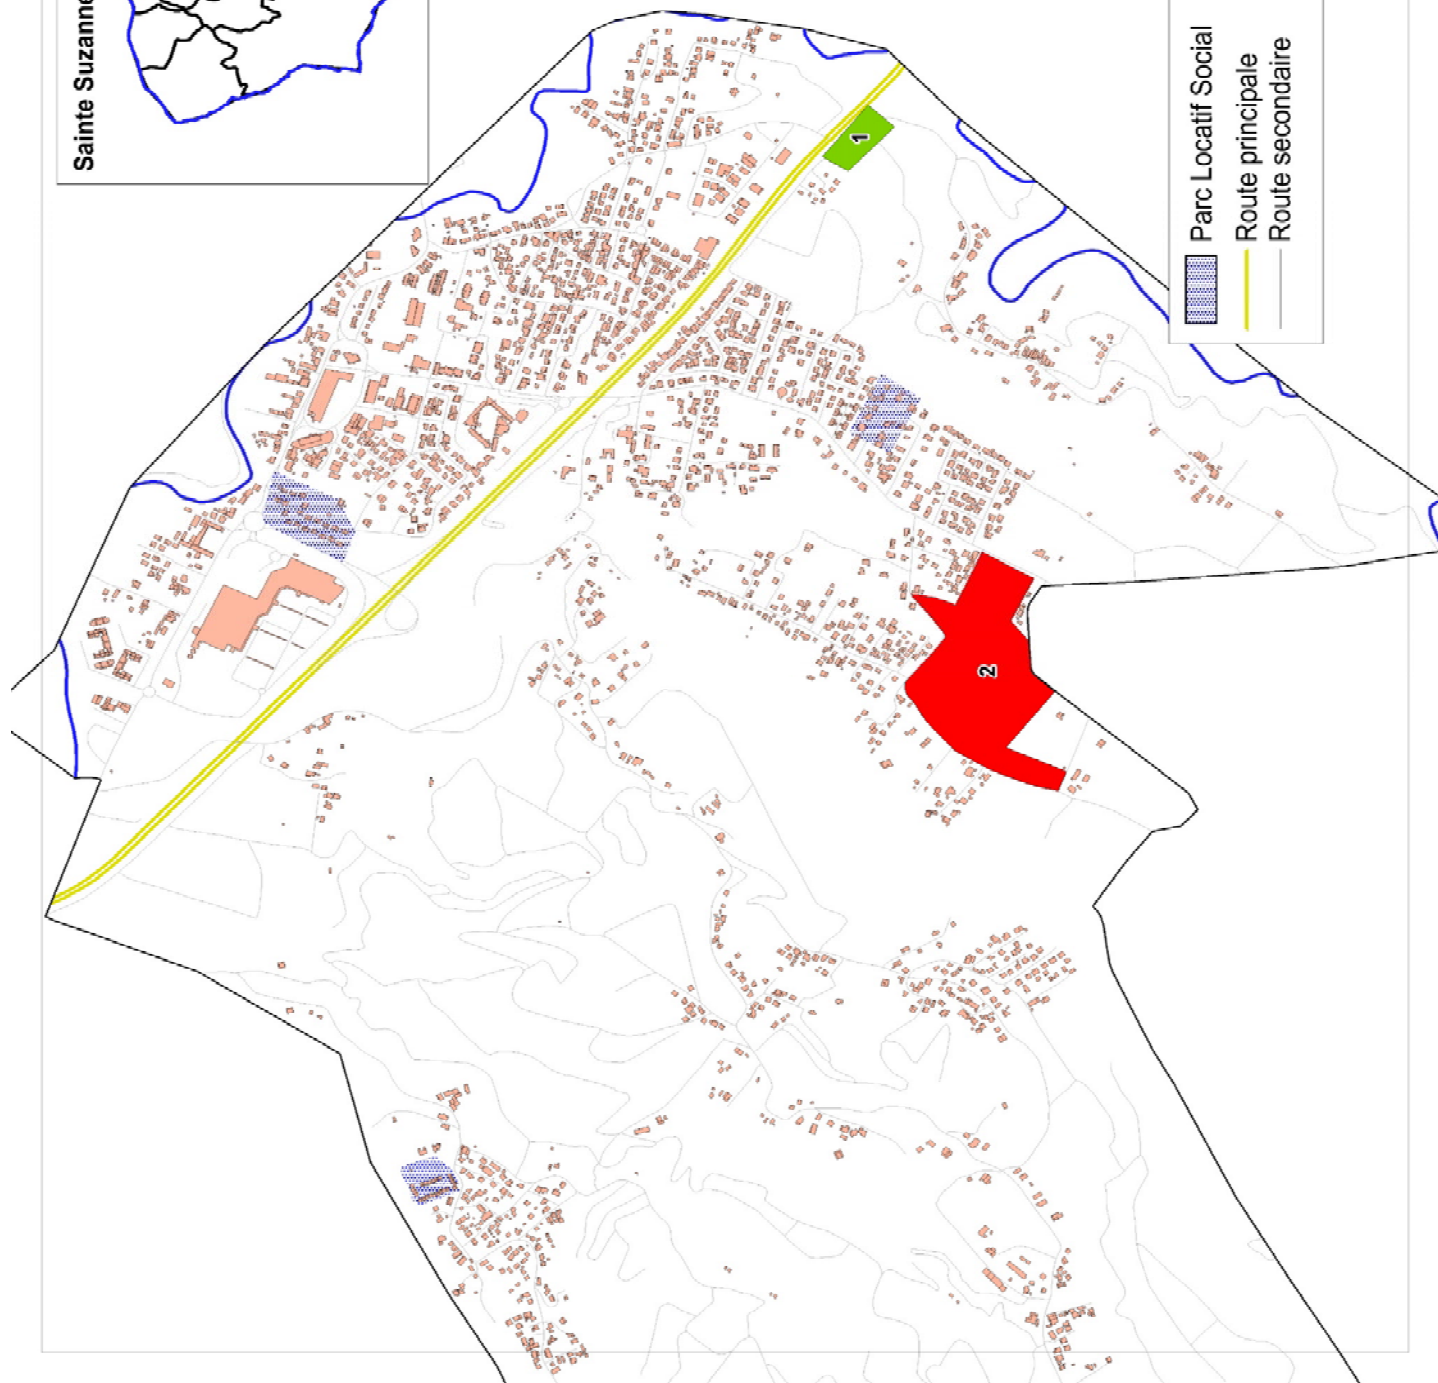 Sainte Suzanne
Parc Locatif Social
Route principale
Route secondaire
1
2